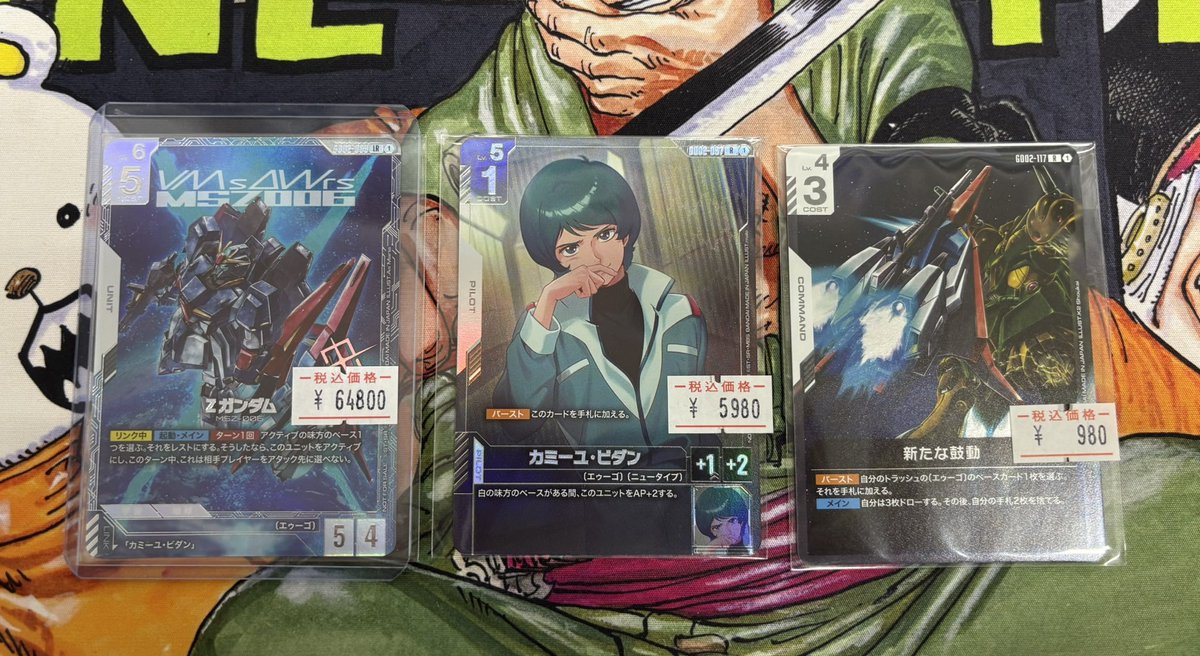 6
Lv.
5
COST
LR
VMsAWrs
MSZ-006
UNIT
Zガンダム
MSZ-006
税込価格
¥ 64800
リンク中 起動・メイン ターン1回 アクティブの味方のベース1
つを選ぶ。それをレストにする。そうしたなら、このユニットをアクティブ
にし、このターン中、これは相手プレイヤーをアタック先に選べない。
(エゥーゴ)
LINK
「カミーユ・ビダン」
5 4
Lv. 5
1
COST
PILOT
バースト このカードを手札に加える。
税込価格
¥ 5980
PILOT
カミーユ・ビダン
+1 +2
(エゥーゴ)(ニュータイプ)
白の味方のベースがある間、このユニットをAP+2する。
Lv. 4
3
COST
GD02-117 R
COMMAND
税込価格
¥ 980
新たな鼓動
バースト 自分のトラッシュの(エゥーゴ)のベースカード1枚を選ぶ。
それを手札に加える。
メイン 自分は3枚ドローする。その後、自分の手札2枚を捨てる。